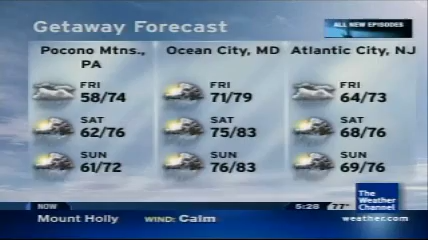 Getaway Forecast
ALL NEW EPISODES
Pocono Mtns., PA
FRI
58/74
SAT
62/76
SUN
61/72
Ocean City, MD
FRI
71/79
SAT
75/83
SUN
76/83
Atlantic City, NJ
FRI
64/73
SAT
68/76
SUN
69/76
NOW
5:28 77°
Mount Holly WIND: Calm
The
Weather
Channel
weather.com